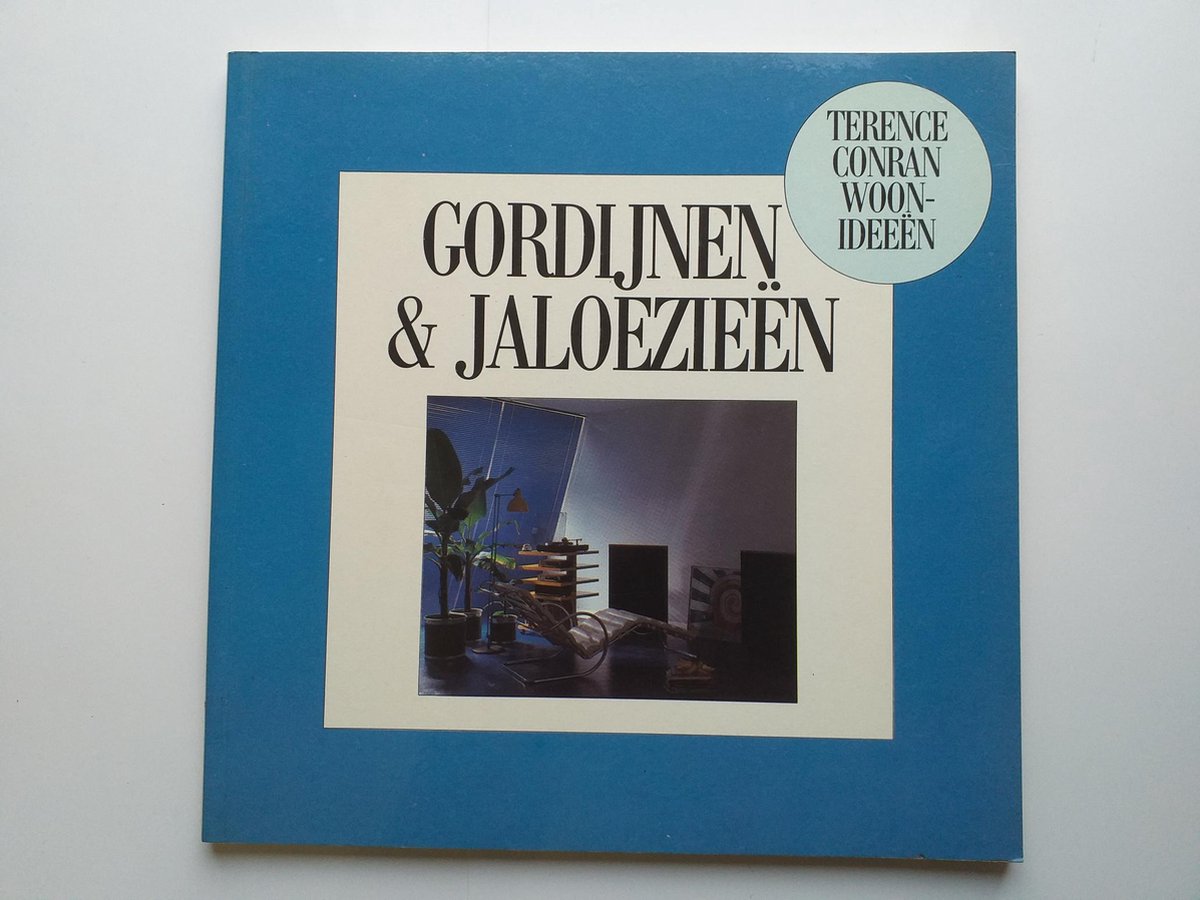 TERENCE
CONRAN
WOON-
IDEEËN
GORDIJNEN
& JALOEZIEËN